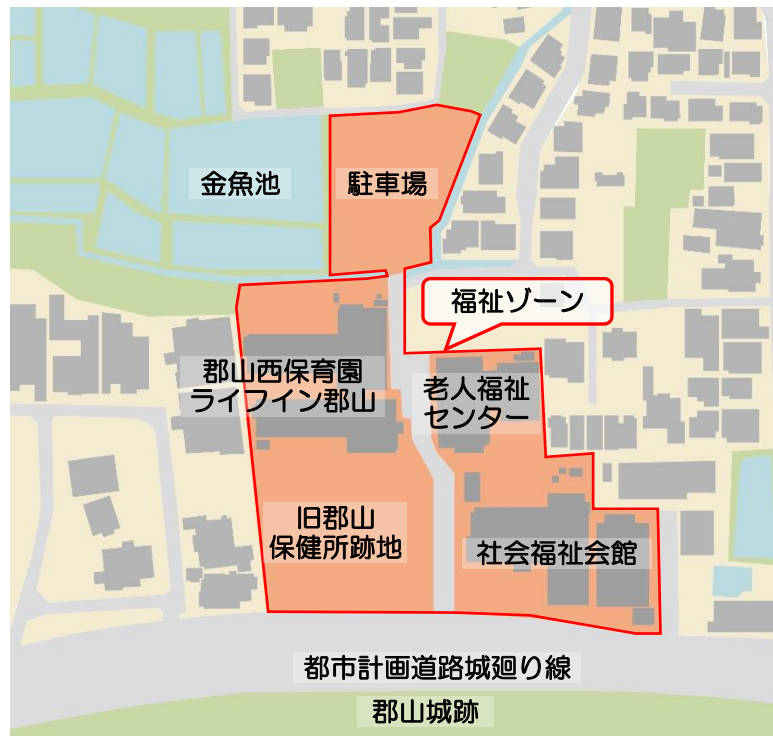 金魚池
駐車場
福祉ゾーン
郡山西保育園
ライフイン郡山
老人福祉
センター
旧郡山
保健所跡地
社会福祉会館
都市計画道路城廻り線
郡山城跡